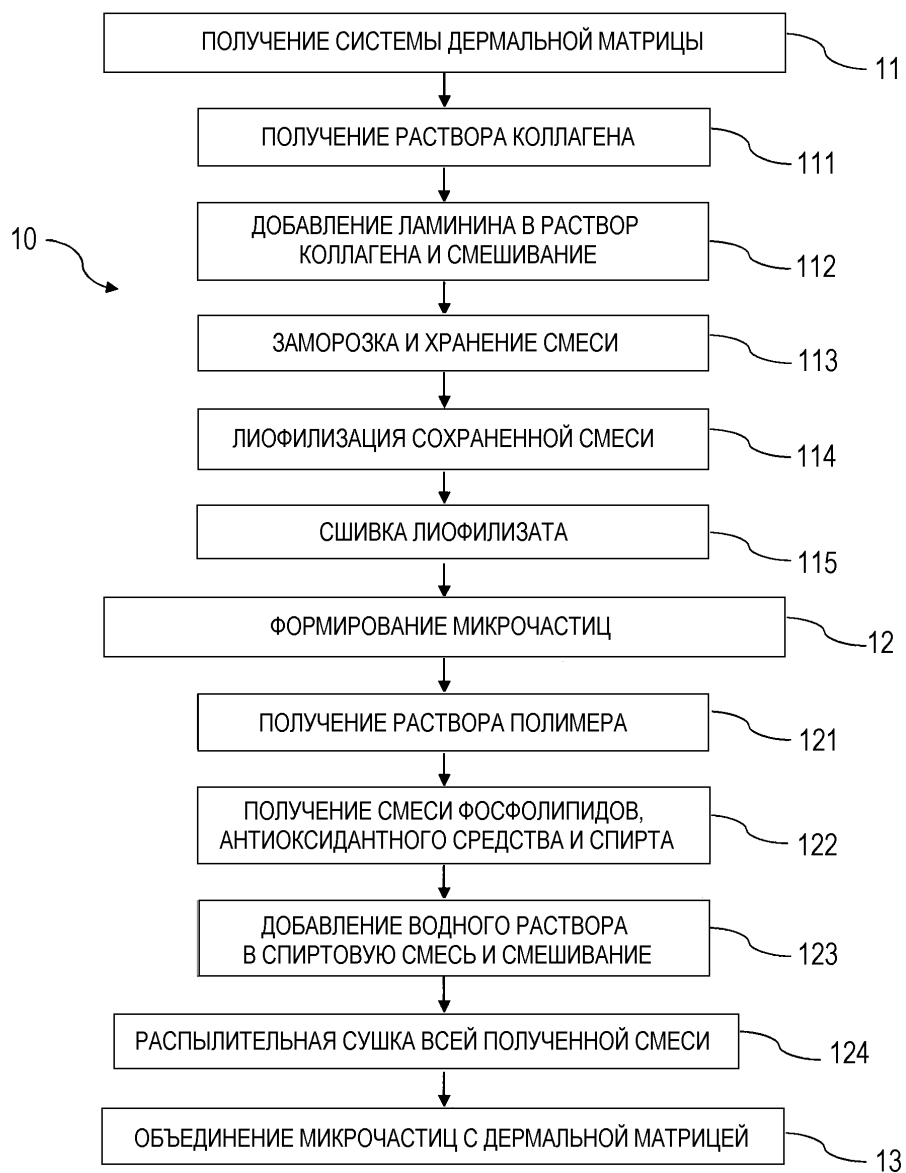 ПОЛУЧЕНИЕ СИСТЕМЫ ДЕРМАЛЬНОЙ МАТРИЦЫ
11
ПОЛУЧЕНИЕ РАСТВОРА КОЛЛАГЕНА
111
10
ДОБАВЛЕНИЕ ЛАМИНИНА В РАСТВОР
КОЛЛАГЕНА И СМЕШИВАНИЕ
112
ЗАМОРОЗКА И ХРАНЕНИЕ СМЕСИ
113
ЛИОФИЛИЗАЦИЯ СОХРАНЕННОЙ СМЕСИ
114
СШИВКА ЛИОФИЛИЗАТА
115
ФОРМИРОВАНИЕ МИКРОЧАСТИЦ
12
ПОЛУЧЕНИЕ РАСТВОРА ПОЛИМЕРА
121
ПОЛУЧЕНИЕ СМЕСИ ФОСФОЛИПИДОВ,
АНТИОКСИДАНТНОГО СРЕДСТВА И СПИРТА
122
ДОБАВЛЕНИЕ ВОДНОГО РАСТВОРА
В СПИРТОВУЮ СМЕСЬ И СМЕШИВАНИЕ
123
РАСПЫЛИТЕЛЬНАЯ СУШКА ВСЕЙ ПОЛУЧЕННОЙ СМЕСИ
124
ОБЪЕДИНЕНИЕ МИКРОЧАСТИЦ С ДЕРМАЛЬНОЙ МАТРИЦЕЙ
13